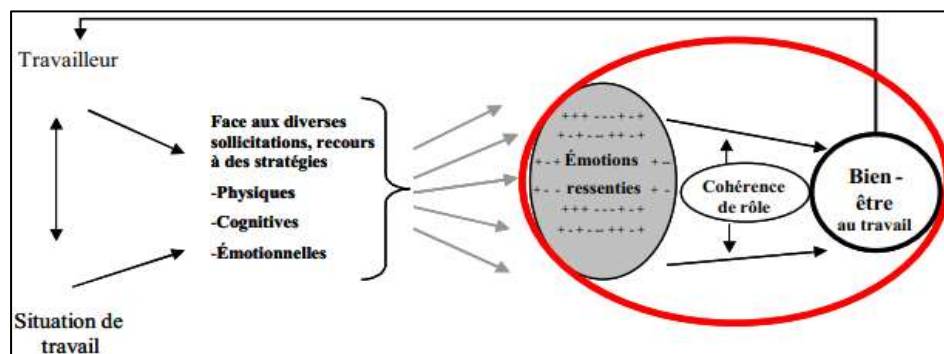 Travailleur
Face aux diverses
sollicitations, recours
à des stratégies
-Physiques
-Cognitives
-Émotionnelles
Situation de
travail
+++ ---+-+
+-+--++-+-+
+-+ Émotions +--
+-- ressenties +-
+++ ---+-+
+-+--++-+
Cohérence
de rôle
Bien -
être
au travail